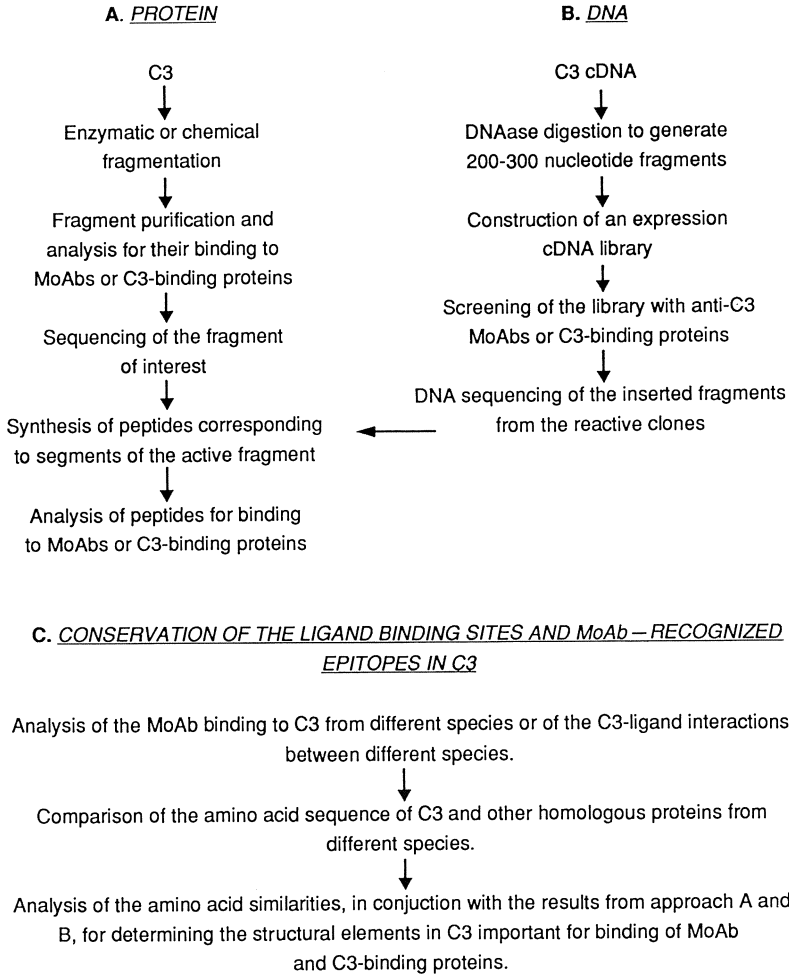 A. PROTEIN
C3
Enzymatic or chemical
fragmentation
Fragment purification and
analysis for their binding to
MoAbs or C3-binding proteins
Sequencing of the fragment
of interest
Synthesis of peptides corresponding
to segments of the active fragment
Analysis of peptides for binding
to MoAbs or C3-binding proteins
B. DNA
C3 cDNA
DNAase digestion to generate
200-300 nucleotide fragments
Construction of an expression
cDNA library
Screening of the library with anti-C3
MoAbs or C3-binding proteins
DNA sequencing of the inserted fragments
from the reactive clones
C. CONSERVATION OF THE LIGAND BINDING SITES AND MoAb – RECOGNIZED
EPITOPES IN C3
Analysis of the MoAb binding to C3 from different species or of the C3-ligand interactions
between different species.
Comparison of the amino acid sequence of C3 and other homologous proteins from
different species.
Analysis of the amino acid similarities, in conjuction with the results from approach A and
B, for determining the structural elements in C3 important for binding of MoAb
and C3-binding proteins.